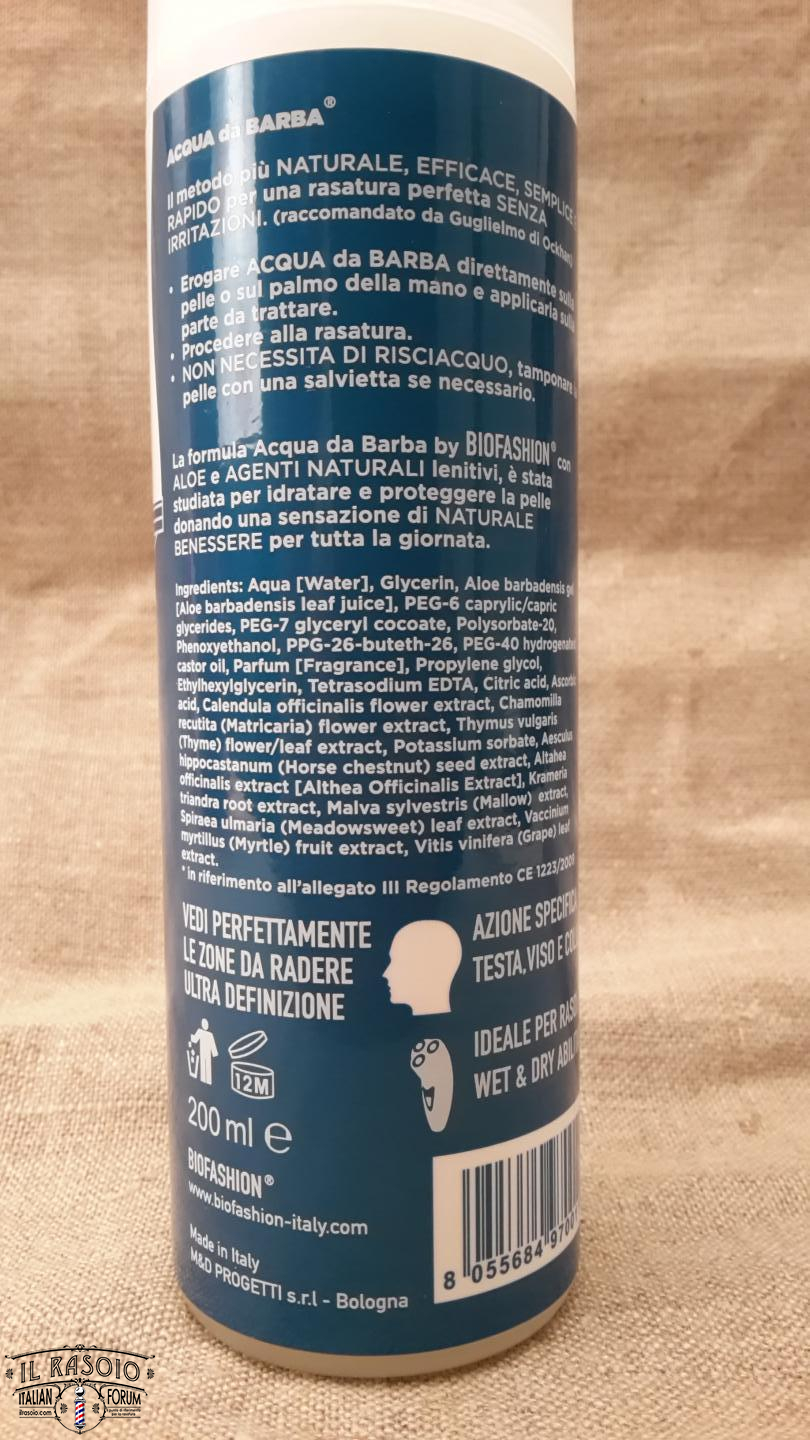 ACQUA da BARBA®
Il metodo più NATURALE, EFFICACE, SEMPLICE
RAPIDO per una rasatura perfetta SENZA
IRRITAZIONI. (raccomandato da Guglielmo di Ockham)
• Erogare ACQUA da BARBA direttamente sulla
pelle o sul palmo della mano e applicarla sulla
parte da trattare.
• Procedere alla rasatura.
• NON NECESSITA DI RISCIACQUO, tamponare
pelle con una salvietta se necessario.
La formula Acqua da Barba by BIOFASHION® con
ALOE e AGENTI NATURALI lenitivi, è stata
studiata per idratare e proteggere la pelle
donando una sensazione di NATURALE
BENESSERE per tutta la giornata.
Ingredients: Aqua [Water], Glycerin, Aloe barbadensis gel
[Aloe barbadensis leaf juice], PEG-6 caprylic/capric
glycerides, PEG-7 glyceryl cocoate, Polysorbate-20,
Phenoxyethanol, PPG-26-buteth-26, PEG-40 hydrogenated
castor oil, Parfum [Fragrance], Propylene glycol,
Ethylhexylglycerin, Tetrasodium EDTA, Citric acid, Ascorbic
acid, Calendula officinalis flower extract, Chamomilla
recutita (Matricaria) flower extract, Thymus vulgaris
(Thyme) flower/leaf extract, Potassium sorbate, Aesculus
hippocastanum (Horse chestnut) seed extract, Altahea
officinalis extract [Althea Officinalis Extract], Krameria
triandra root extract, Malva sylvestris (Mallow) extract,
Spiraea ulmaria (Meadowsweet) leaf extract, Vaccinium
myrtillus (Myrtle) fruit extract, Vitis vinifera (Grape) leaf
extract.
* in riferimento all'allegato III Regolamento CE 1223/2009
VEDI PERFETTAMENTE
LE ZONE DA RADERE
ULTRA DEFINIZIONE
AZIONE SPECIFICA
TESTA, VISO E
IDEALE PER
WET & DRY
12M
200 ml e
BIOFASHION®
www.biofashion-italy.com
Made in Italy
M&D PROGETTI s.r.l - Bologna
8 055684 9700
IL RASOIO
ITALIAN FORUM
ilrasoio.com